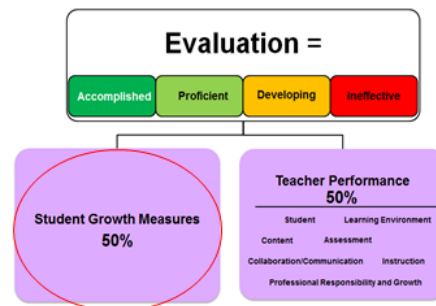 Evaluation =
Accomplished Proficient Developing Ineffective
Student Growth Measures
50%
Teacher Performance
50%
Student Learning Environment
Content Assessment
Collaboration/Communication Instruction
Professional Responsibility and Growth